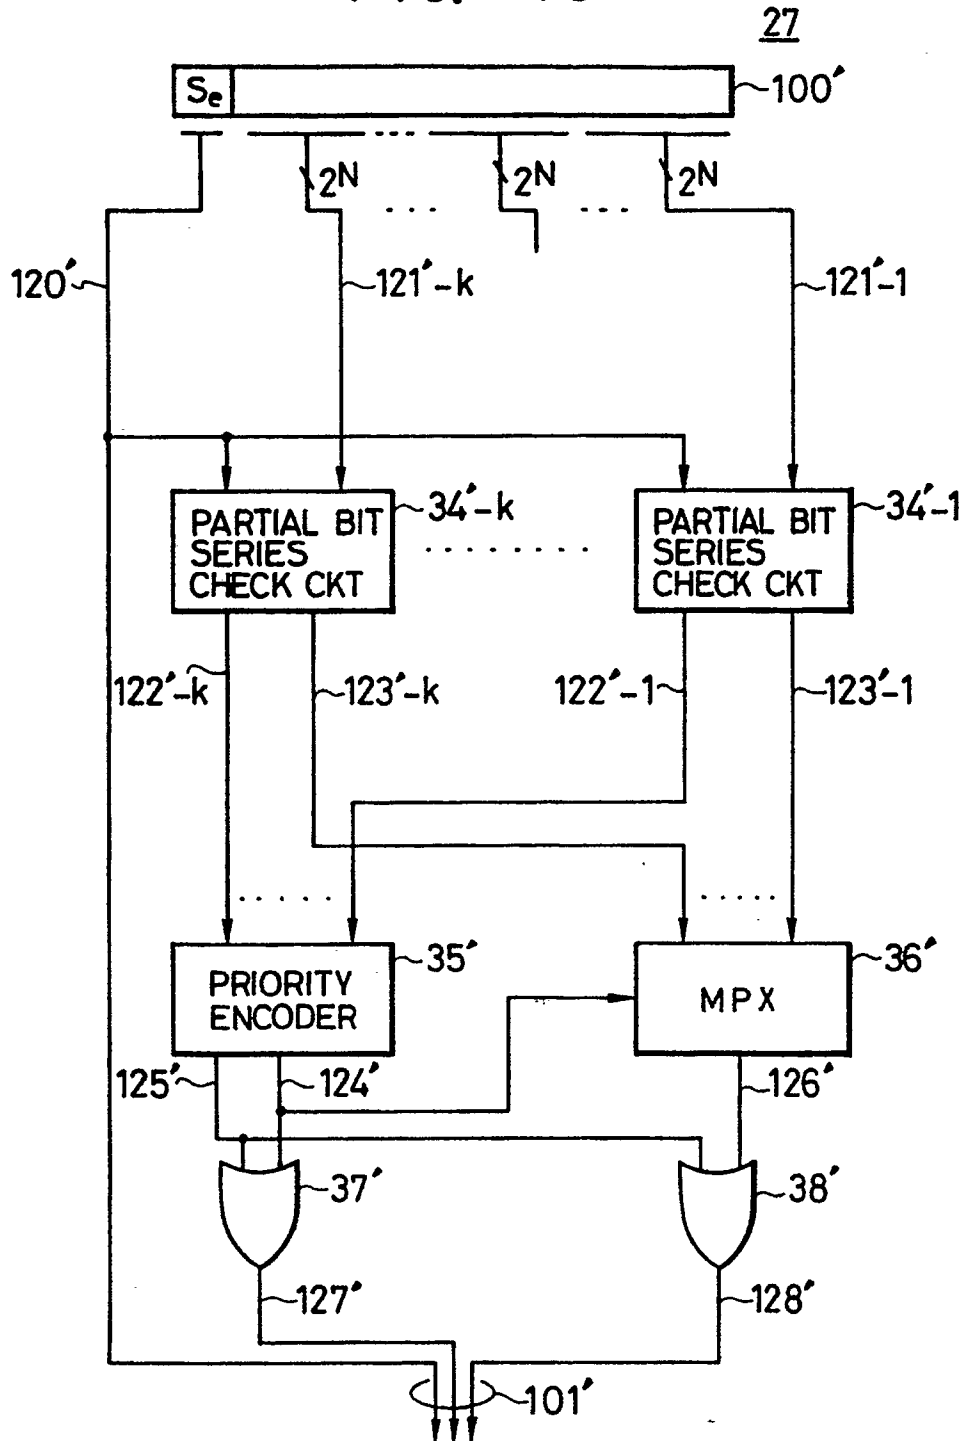 27
Se
100'
2N
2N
2N
120'
121'-k
121'-1
34'-k
34'-1
PARTIAL BIT
SERIES
CHECK CKT
PARTIAL BIT
SERIES
CHECK CKT
122'-k
123'-k
122'-1
123'-1
35'
36'
PRIORITY
ENCODER
MPX
125'
124'
126'
37'
38'
127'
128'
101'